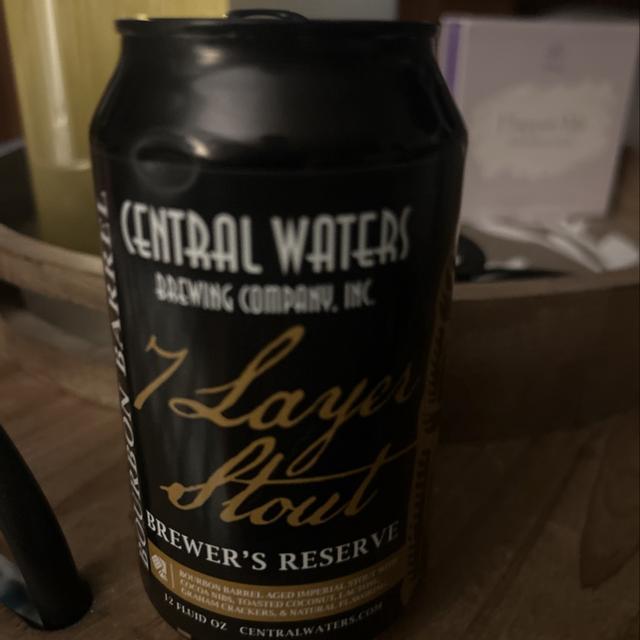 CENTRAL WATERS
BREWING COMPANY, INC.
7 Layer
Stout
BREWER'S RESERVE
BOURBON BARREL AGED IMPERIAL STOUT WITH
COCOA NIBS, TOASTED COCONUT, LACTOSE,
GRAHAM CRACKERS, & NATURAL FLAVORS
12 FLUID OZ CENTRALWATERS.COM
BOURBON BARREL